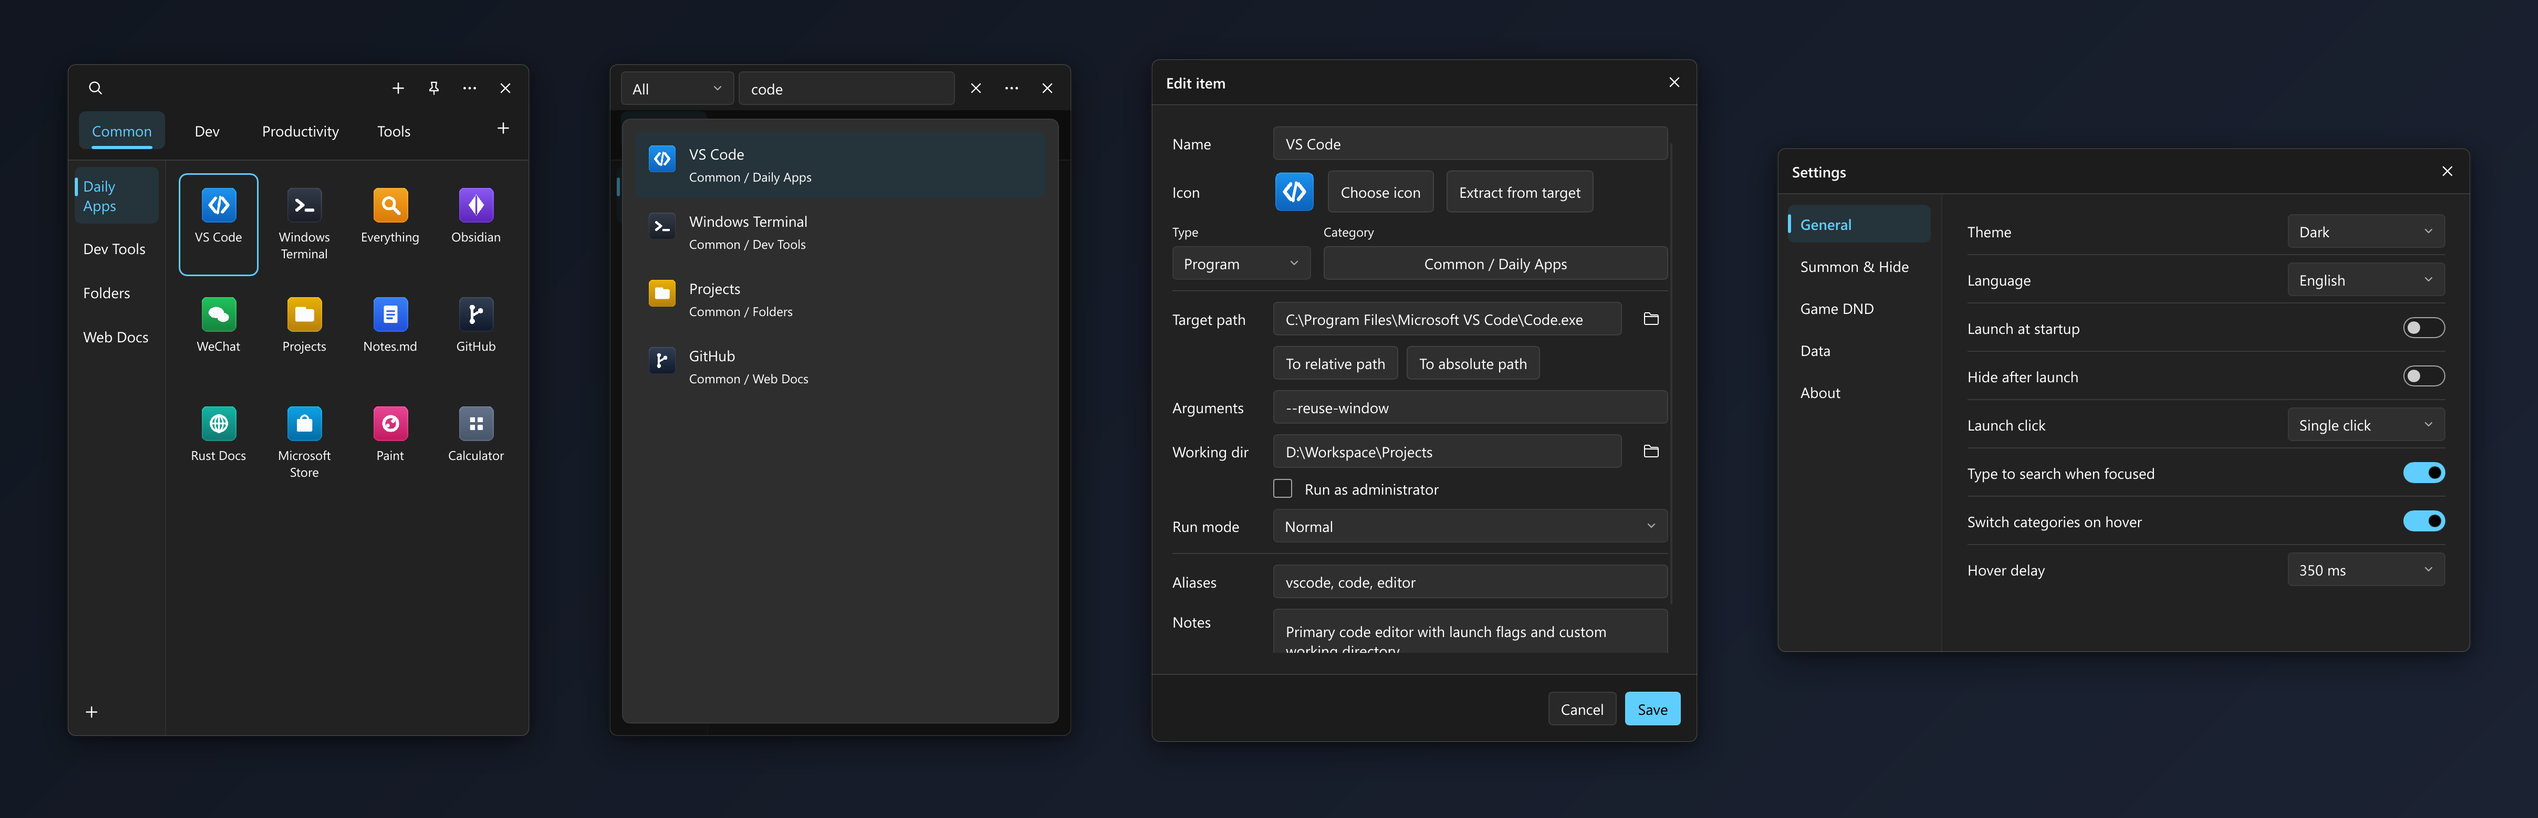 Common
Dev
Productivity
Tools
Daily
Apps
Dev Tools
Folders
Web Docs
VS Code
Windows
Terminal
Everything
Obsidian
WeChat
Projects
Notes.md
GitHub
Rust Docs
Microsoft
Store
Paint
Calculator
All
code
VS Code
Common / Daily Apps
Windows Terminal
Common / Dev Tools
Projects
Common / Folders
GitHub
Common / Web Docs
Edit item
Name
VS Code
Icon
Choose icon
Extract from target
Type
Category
Program
Common / Daily Apps
Target path
C:\Program Files\Microsoft VS Code\Code.exe
To relative path
To absolute path
Arguments
--reuse-window
Working dir
D:\Workspace\Projects
Run as administrator
Run mode
Normal
Aliases
vscode, code, editor
Notes
Primary code editor with launch flags and custom
working directory
Cancel
Save
Settings
General
Summon & Hide
Game DND
Data
About
Theme
Dark
Language
English
Launch at startup
Hide after launch
Launch click
Single click
Type to search when focused
Switch categories on hover
Hover delay
350 ms